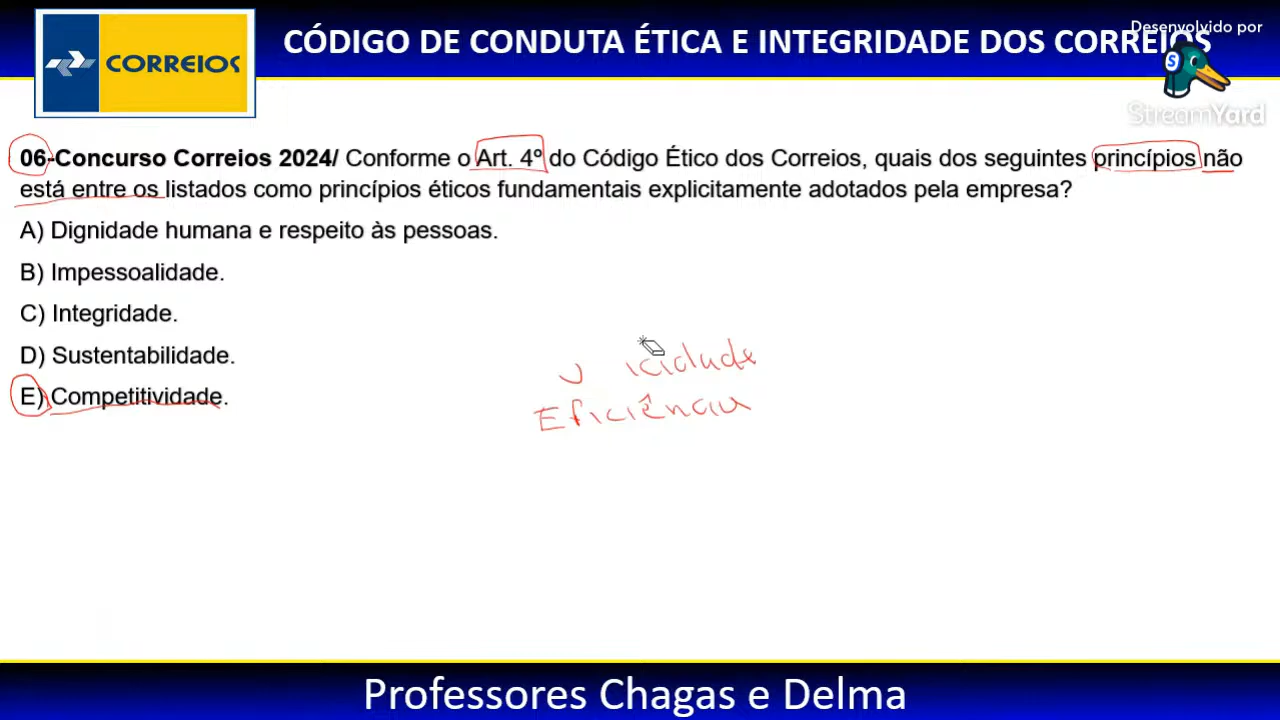 CORREIOS
CÓDIGO DE CONDUTA ÉTICA E INTEGRIDADE DOS CORREIOS
Desenvolvido por
StreamYard
06-Concurso Correios 2024/ Conforme o Art. 4º do Código Ético dos Correios, quais dos seguintes princípios não
está entre os listados como princípios éticos fundamentais explicitamente adotados pela empresa?
A) Dignidade humana e respeito às pessoas.
B) Impessoalidade.
C) Integridade.
D) Sustentabilidade.
E) Competitividade.
Eficiência
Professores Chagas e Delma